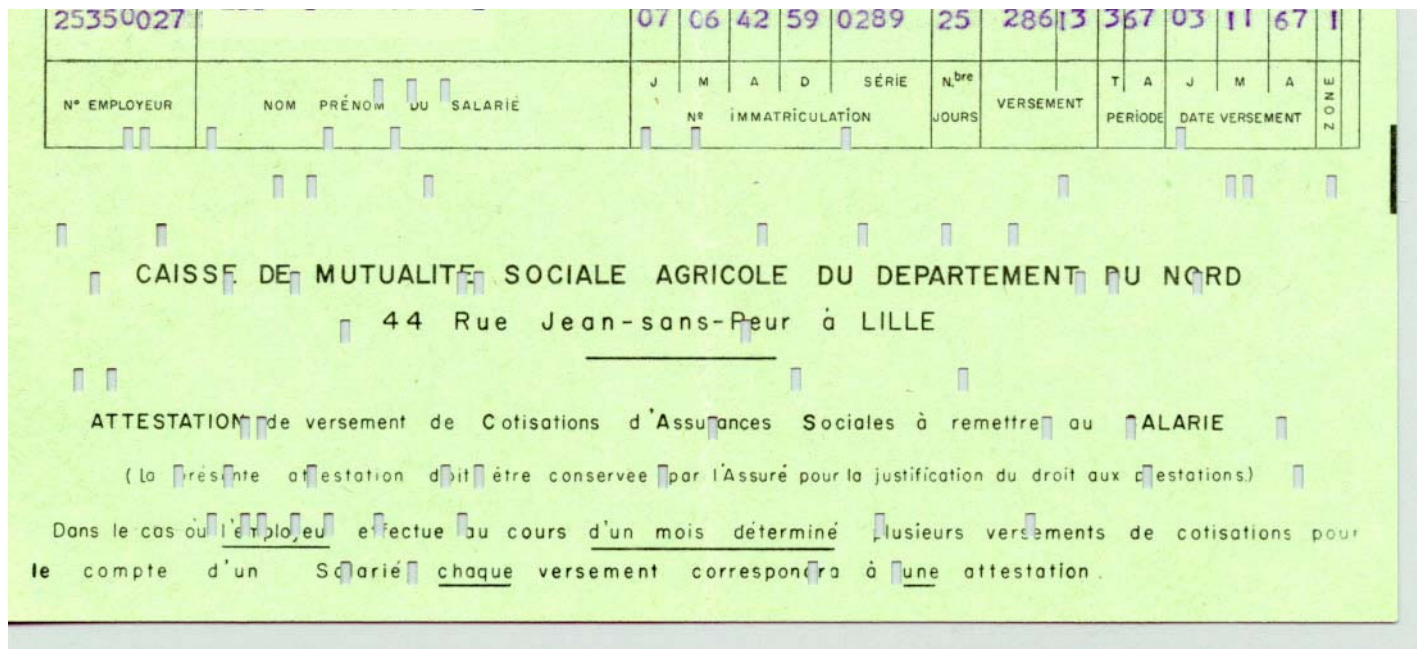 25350027 07 06 42 59 0289 25 286 13 3 67 03 11 67 1
J M A D SÉRIE N.bre T A J M A
Nº EMPLOYEUR NOM PRÉNOM DU SALARIÉ VERSEMENT ZONE
Nº IMMATRICULATION JOURS PÉRIODE DATE VERSEMENT
CAISSE DE MUTUALITE SOCIALE AGRICOLE DU DEPARTEMENT DU NORD
44 Rue Jean-sans-Peur à LILLE
ATTESTATION de versement de Cotisations d'Assurances Sociales à remettre au SALARIE
(La présente attestation doit être conservee par l'Assuré pour la justification du droit aux prestations.)
Dans le cas où l'employeur effectue au cours d'un mois déterminé plusieurs versements de cotisations pour
le compte d'un Salarié chaque versement correspondra à une attestation.